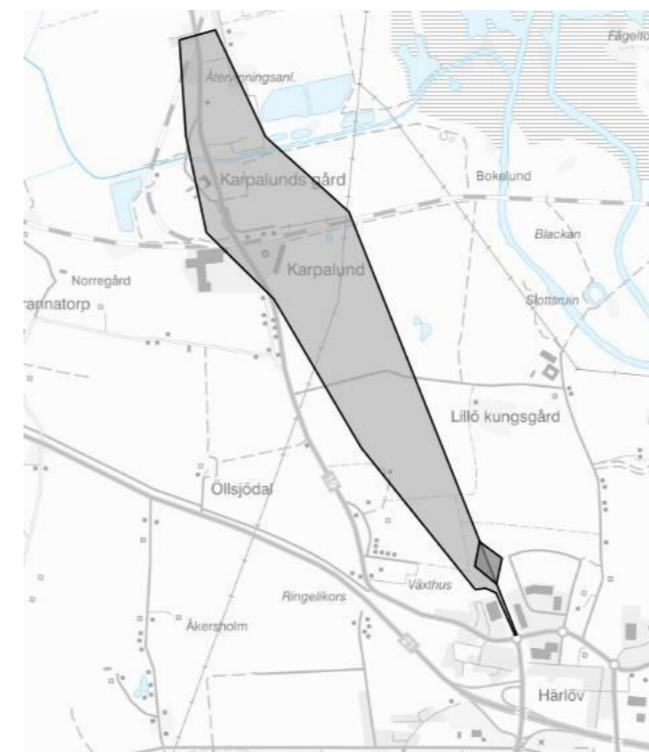 Fågelto
Återvinningsanl.
Karpalunds gård
Bokelund
Blackan
Karpalund
Norregård
rannatorp
Slottsruin
Lillö kungsgård
Öllsjödal
Växthus
Ringelikors
Åkersholm
Härlöv